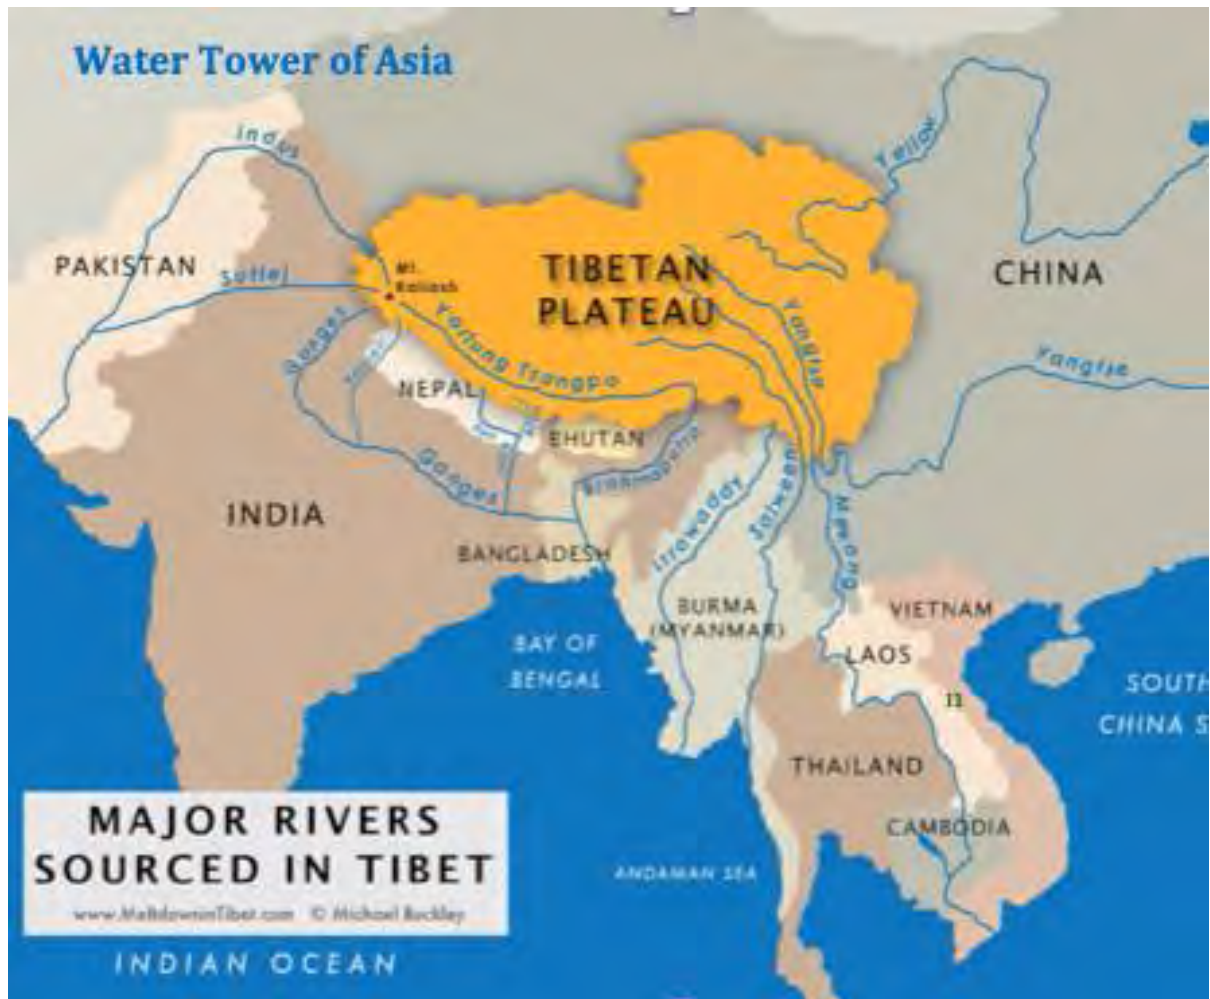 Water Tower of Asia
Indus
Yellow
PAKISTAN
Sutlej
Mt.
Kailash
TIBETAN
PLATEAU
CHINA
Ganges
Yarlung Tsangpo
Yangtse
Yangtse
NEPAL
BHUTAN
Ganges
Brahmaputra
INDIA
Irrawaddy
Salween
Mekong
BANGLADESH
BURMA
(MYANMAR)
VIETNAM
LAOS
BAY OF
BENGAL
SOUTH
CHINA S
11
THAILAND
MAJOR RIVERS
SOURCED IN TIBET
www.MeltdowninTibet.com © Michael Buckley
CAMBODIA
ANDAMAN SEA
INDIAN OCEAN